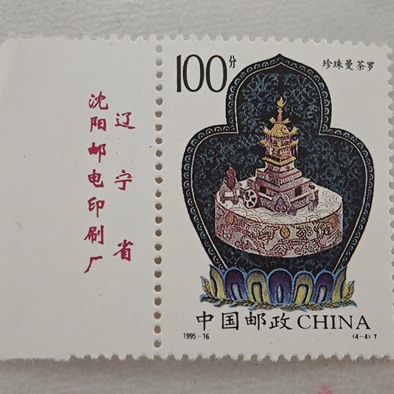 辽宁省
沈阳邮电印刷厂
100分
珍珠曼荼罗
中国邮政 CHINA
1995-16
(4-4) T